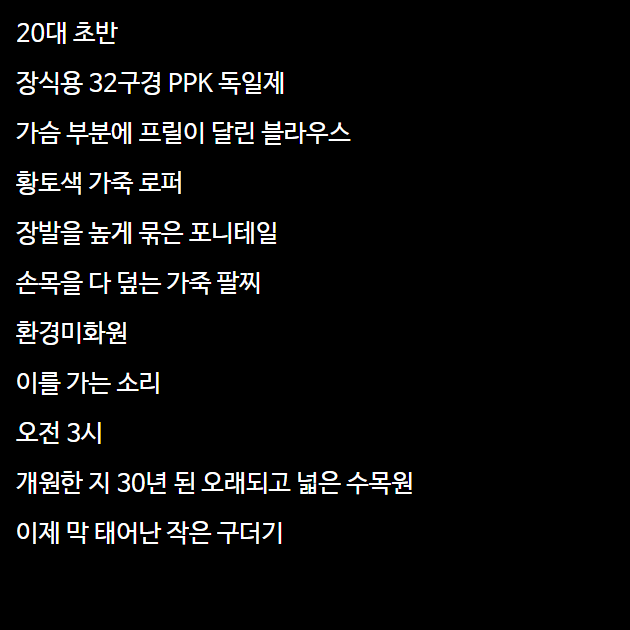 20대 초반
장식용 32구경 PPK 독일제
가슴 부분에 프릴이 달린 블라우스
황토색 가죽 로퍼
장발을 높게 묶은 포니테일
손목을 다 덮는 가죽 팔찌
환경미화원
이를 가는 소리
오전 3시
개원한 지 30년 된 오래되고 넓은 수목원
이제 막 태어난 작은 구더기